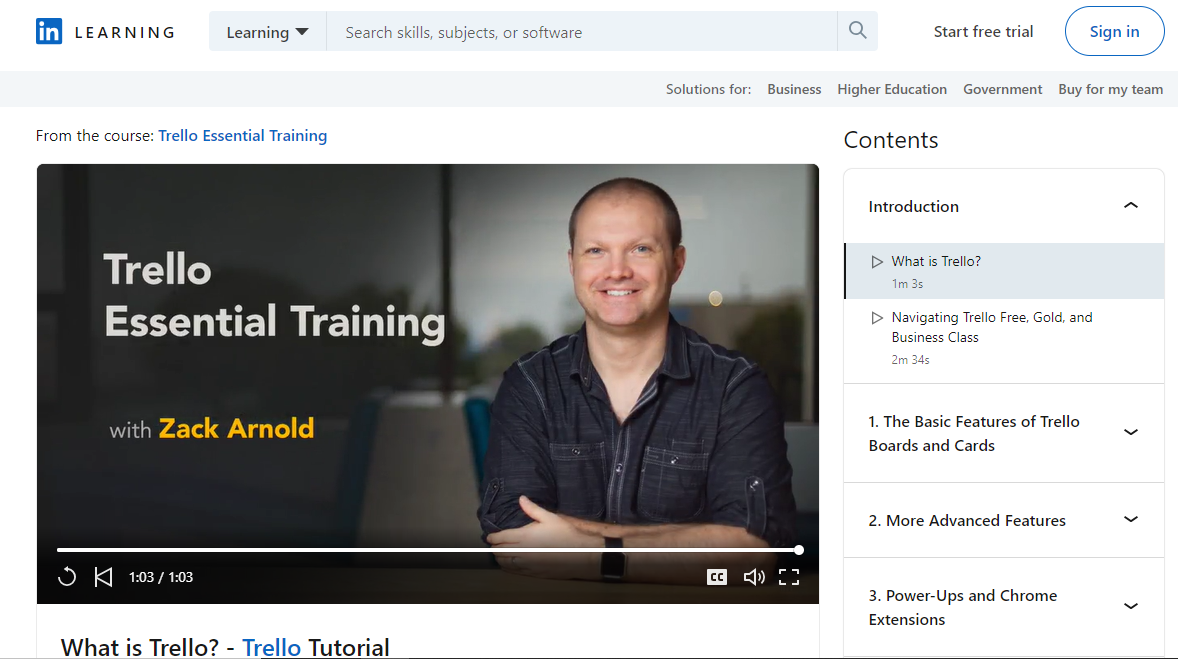 in LEARNING
Learning
Search skills, subjects, or software
Start free trial
Sign in
Solutions for: Business Higher Education Government Buy for my team
From the course: Trello Essential Training
Trello
Essential Training
with Zack Arnold
1:03 / 1:03
CC
What is Trello? - Trello Tutorial
Contents
Introduction
What is Trello?
1m 3s
Navigating Trello Free, Gold, and
Business Class
2m 34s
1. The Basic Features of Trello
Boards and Cards
2. More Advanced Features
3. Power-Ups and Chrome
Extensions